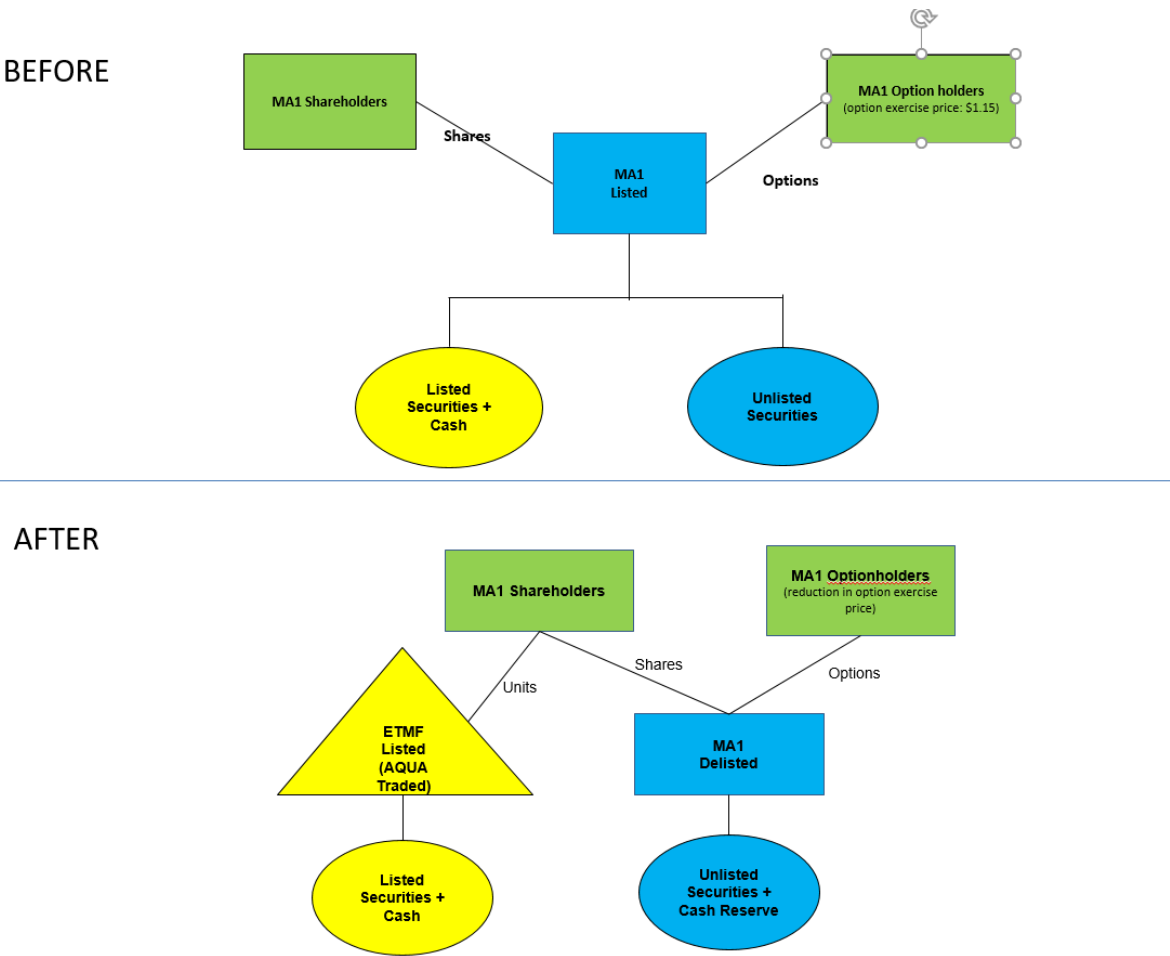 BEFORE
MA1 Shareholders
MA1 Option holders
(option exercise price: $1.15)
Shares
MA1
Listed
Options
Listed
Securities +
Cash
Unlisted
Securities
AFTER
MA1 Shareholders
MA1 Optionholders
(reduction in option exercise
price)
Shares
Options
Units
ETMF
Listed
(AQUA
Traded)
MA1
Delisted
Listed
Securities +
Cash
Unlisted
Securities +
Cash Reserve